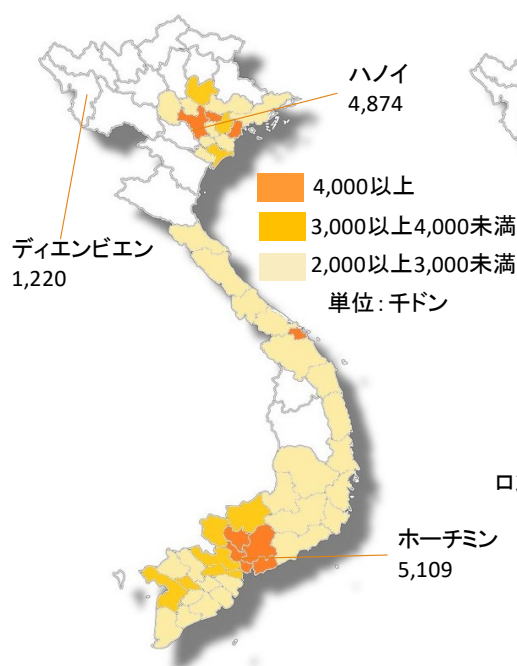 ハノイ
4,874
4,000以上
3,000以上4,000未満
2,000以上3,000未満
単位：千ドン
ディエンビエン
1,220
ホーチミン
5,109